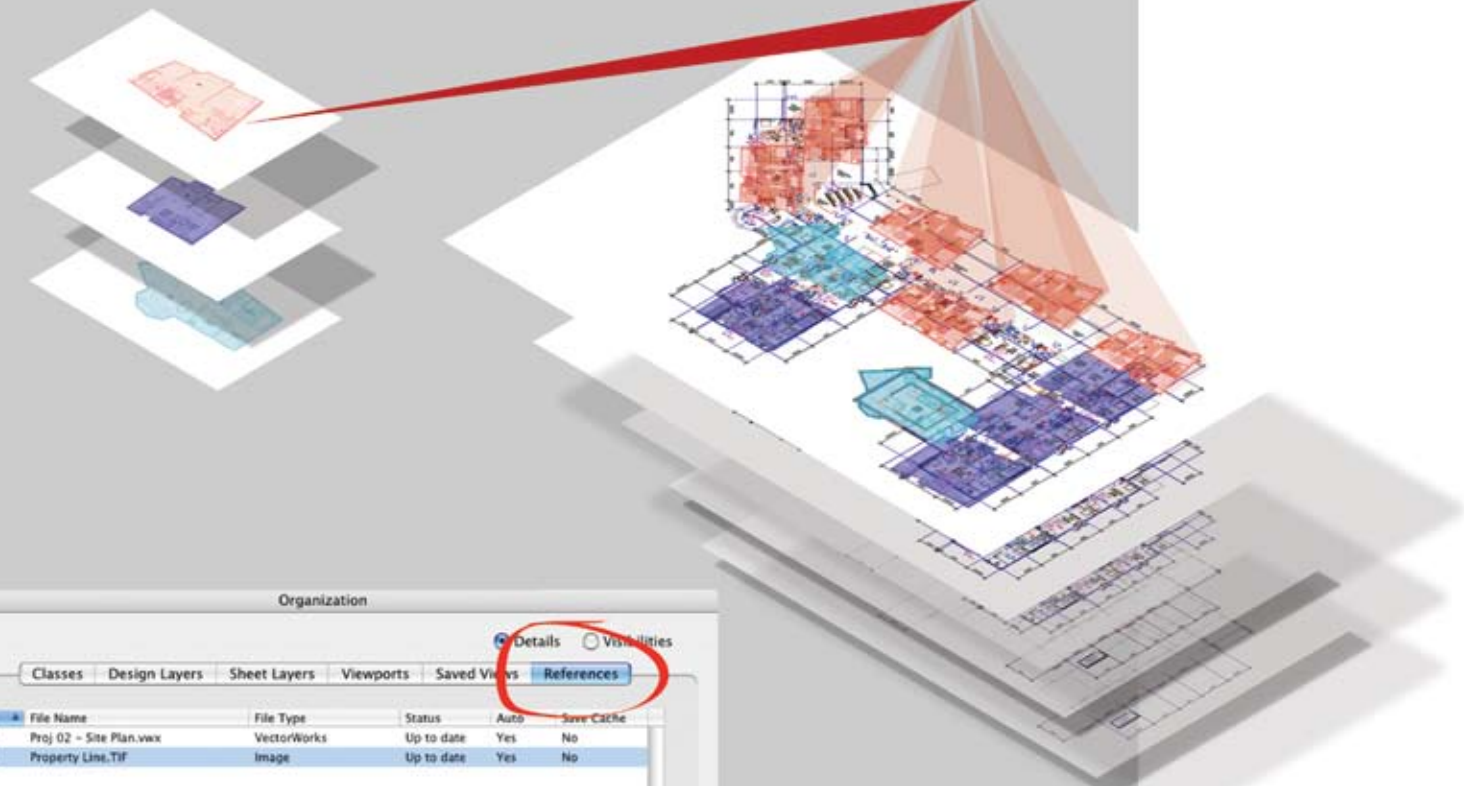 Organization
Details Visibilities
Classes Design Layers Sheet Layers Viewports Saved Views References
File Name File Type Status Auto Save Cache
Proj 02 – Site Plan.vwx VectorWorks Up to date Yes No
Property Line.TIF Image Up to date Yes No